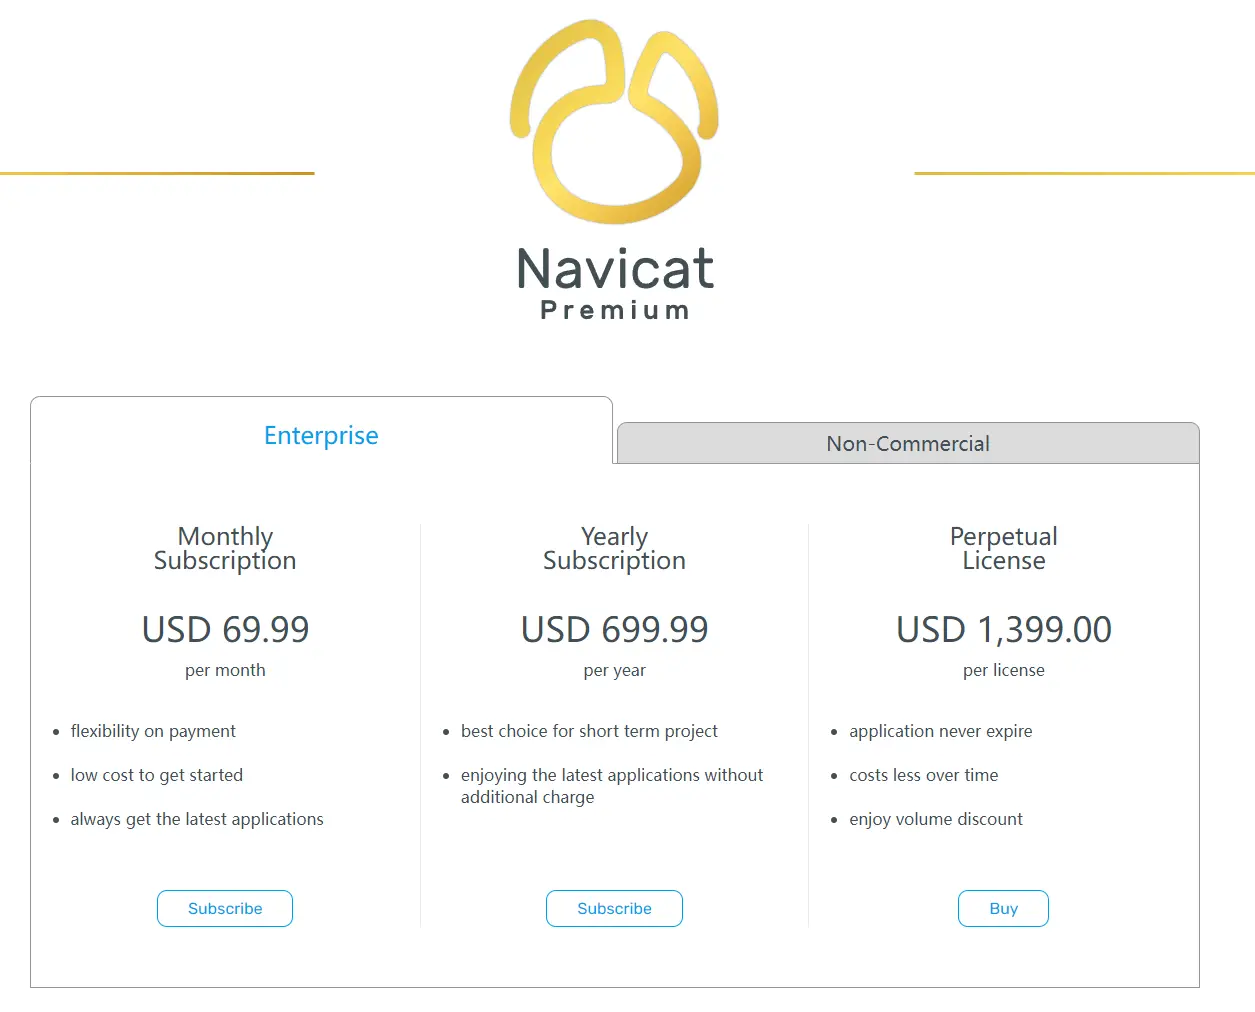 Navicat
Premium
Enterprise
Non-Commercial
Monthly
Subscription
USD 69.99
per month
• flexibility on payment
• low cost to get started
• always get the latest applications
Subscribe
Yearly
Subscription
USD 699.99
per year
• best choice for short term project
• enjoying the latest applications without
additional charge
Subscribe
Perpetual
License
USD 1,399.00
per license
• application never expire
• costs less over time
• enjoy volume discount
Buy